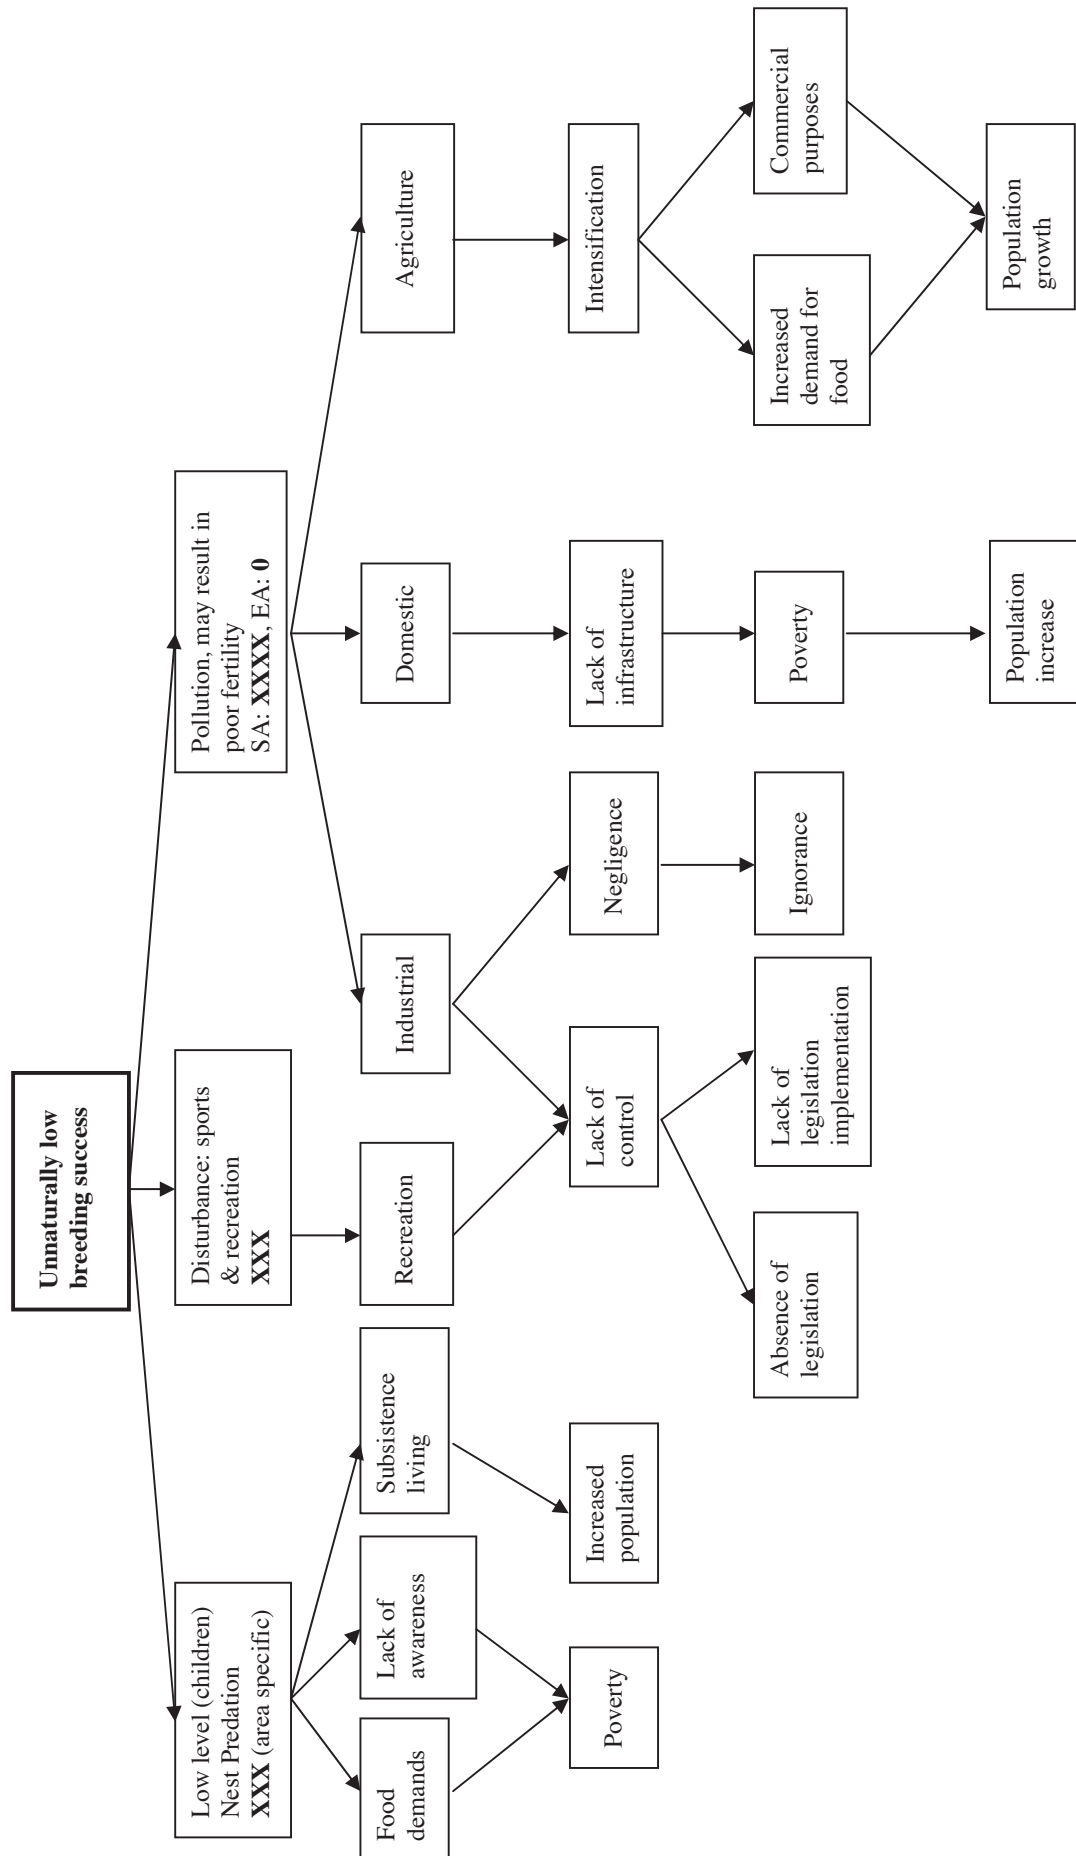 Unnaturally low
breeding success
Low level (children)
Nest Predation
XXX (area specific)
Disturbance: sports
& recreation
XXX
Pollution, may result in
poor fertility
SA: XXXX, EA: 0
Food
demands
Lack of
awareness
Subsistence
living
Recreation
Industrial
Domestic
Agriculture
Poverty
Increased
population
Lack of
control
Negligence
Lack of
infrastructure
Intensification
Absence of
legislation
Lack of
legislation
implementation
Ignorance
Poverty
Increased
demand for
food
Commercial
purposes
Population
increase
Population
growth